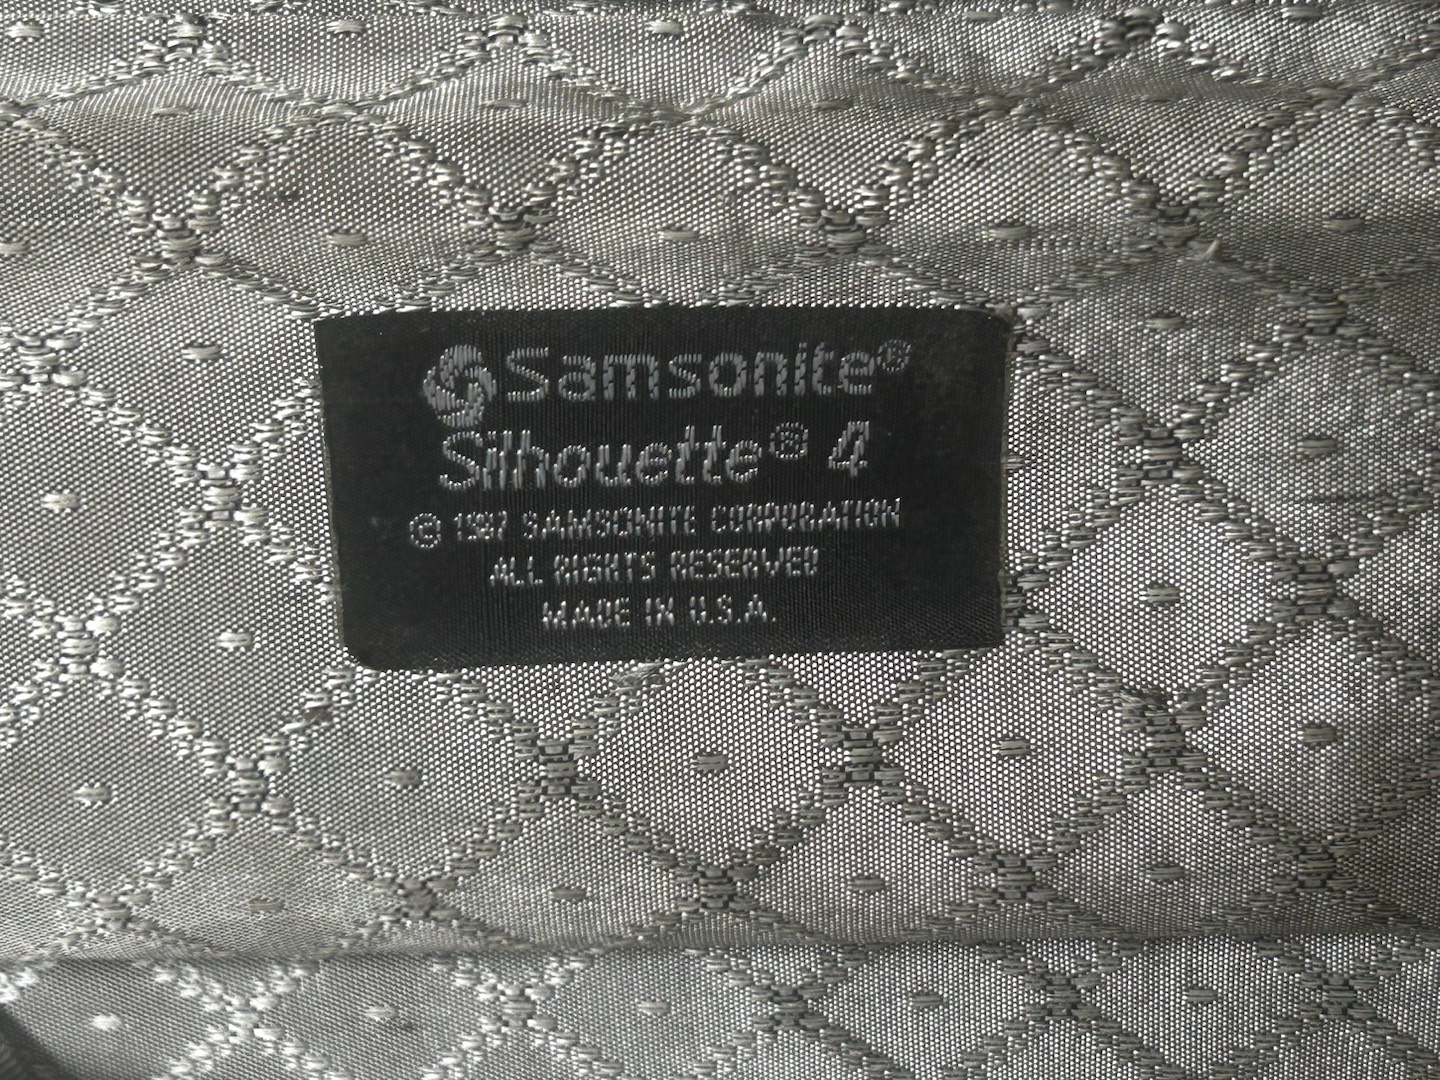 Samsonite®
Silhouette® 4
© 1987 SAMSONITE CORPORATION
ALL RIGHTS RESERVED
MADE IN U.S.A.